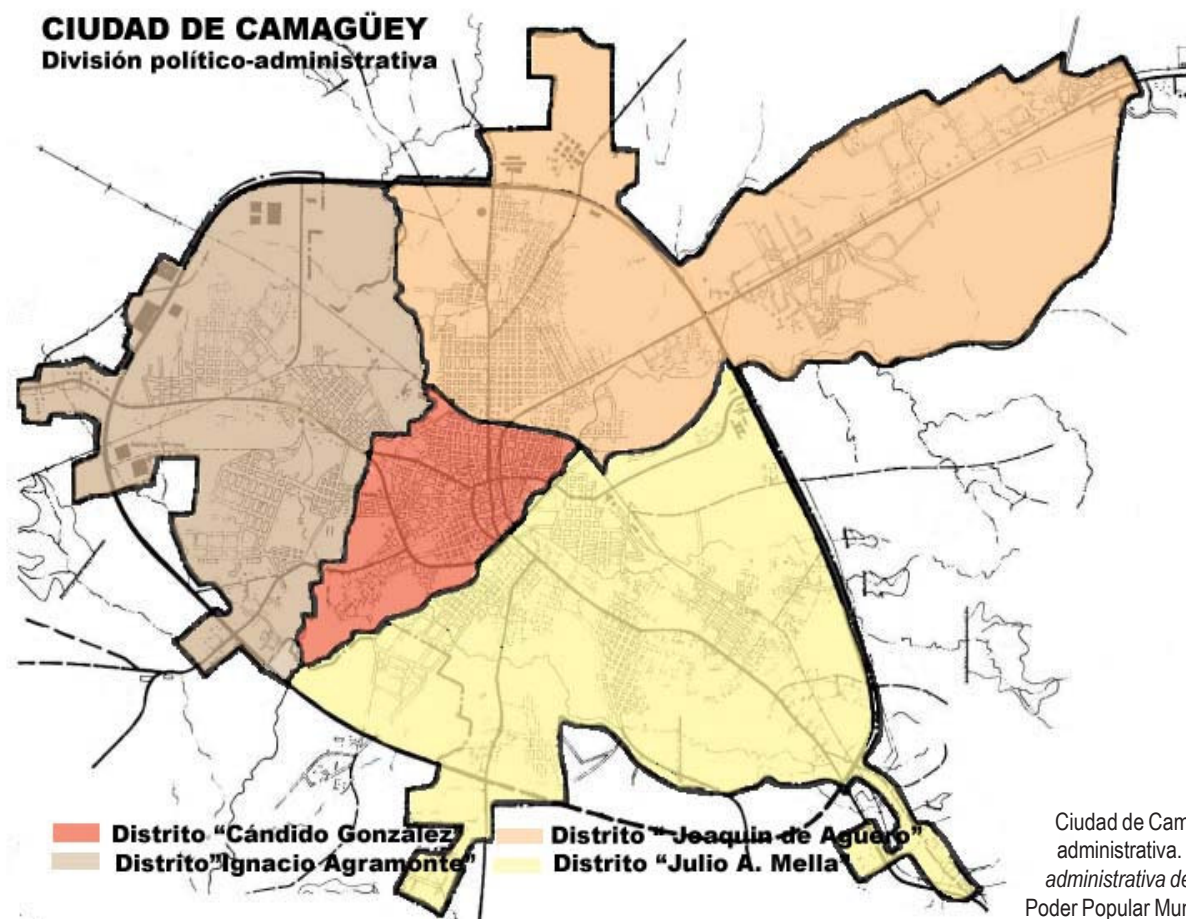 CIUDAD DE CAMAGÜEY
División político-administrativa
Distrito “Cándido González”
Distrito “ Joaquin de Agüero”
Distrito”Ignacio Agramonte”
Distrito “Julio A. Mella”
Ciudad de Cam
administrativa.
administrativa de
Poder Popular Mun